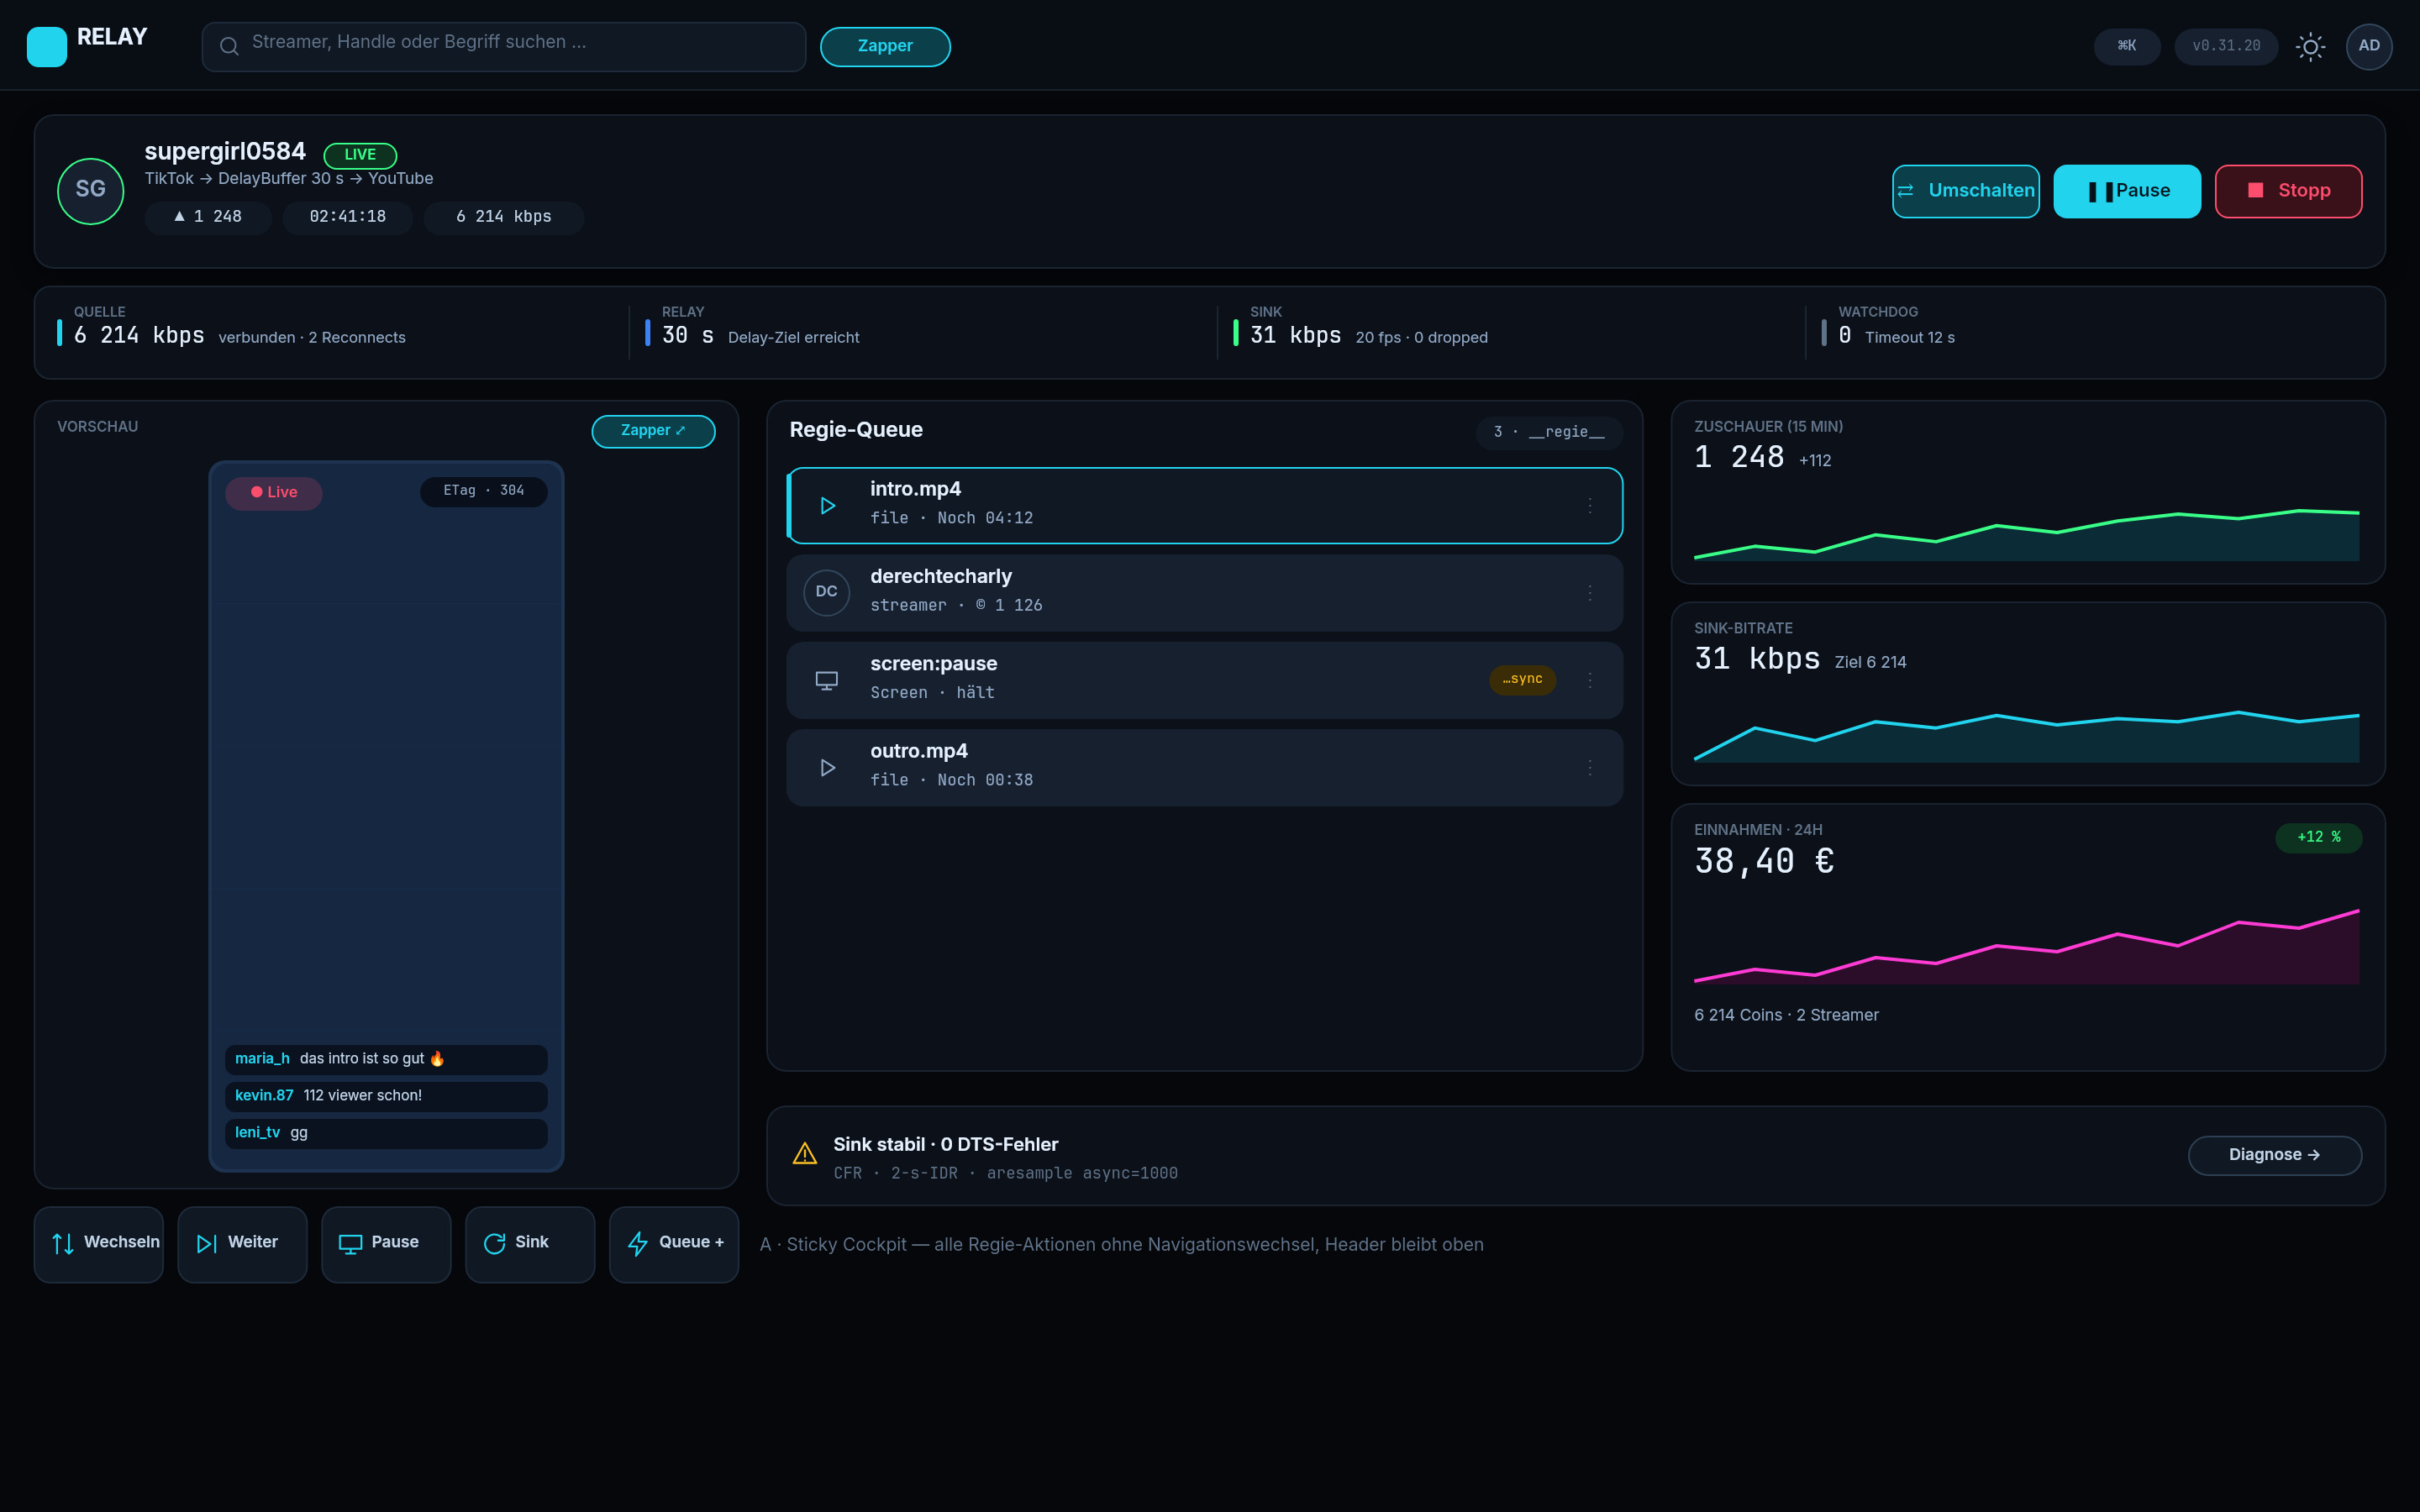 RELAY
Streamer, Handle oder Begriff suchen ...
Zapper
⌘K
v0.31.20
AD
SG
supergirl0584
LIVE
TikTok → DelayBuffer 30 s → YouTube
▲ 1 248
02:41:18
6 214 kbps
⇄ Umschalten
❚❚ Pause
■ Stopp
QUELLE
6 214 kbps verbunden · 2 Reconnects
RELAY
30 s Delay-Ziel erreicht
SINK
31 kbps 20 fps · 0 dropped
WATCHDOG
0 Timeout 12 s
VORSCHAU
Zapper ⤢
● Live
ETag · 304
maria_h das intro ist so gut 🔥
kevin.87 112 viewer schon!
leni_tv gg
Regie-Queue
3 · __regie__
intro.mp4
file · Noch 04:12
⋮
DC
derechtecharly
streamer · © 1 126
⋮
screen:pause
Screen · hält
…sync
⋮
outro.mp4
file · Noch 00:38
⋮
ZUSCHAUER (15 MIN)
1 248 +112
SINK-BITRATE
31 kbps Ziel 6 214
EINNAHMEN · 24H
+12 %
38,40 €
6 214 Coins · 2 Streamer
Sink stabil · 0 DTS-Fehler
CFR · 2-s-IDR · aresample async=1000
Diagnose →
Wechseln
Weiter
Pause
Sink
Queue +
A · Sticky Cockpit — alle Regie-Aktionen ohne Navigationswechsel, Header bleibt oben